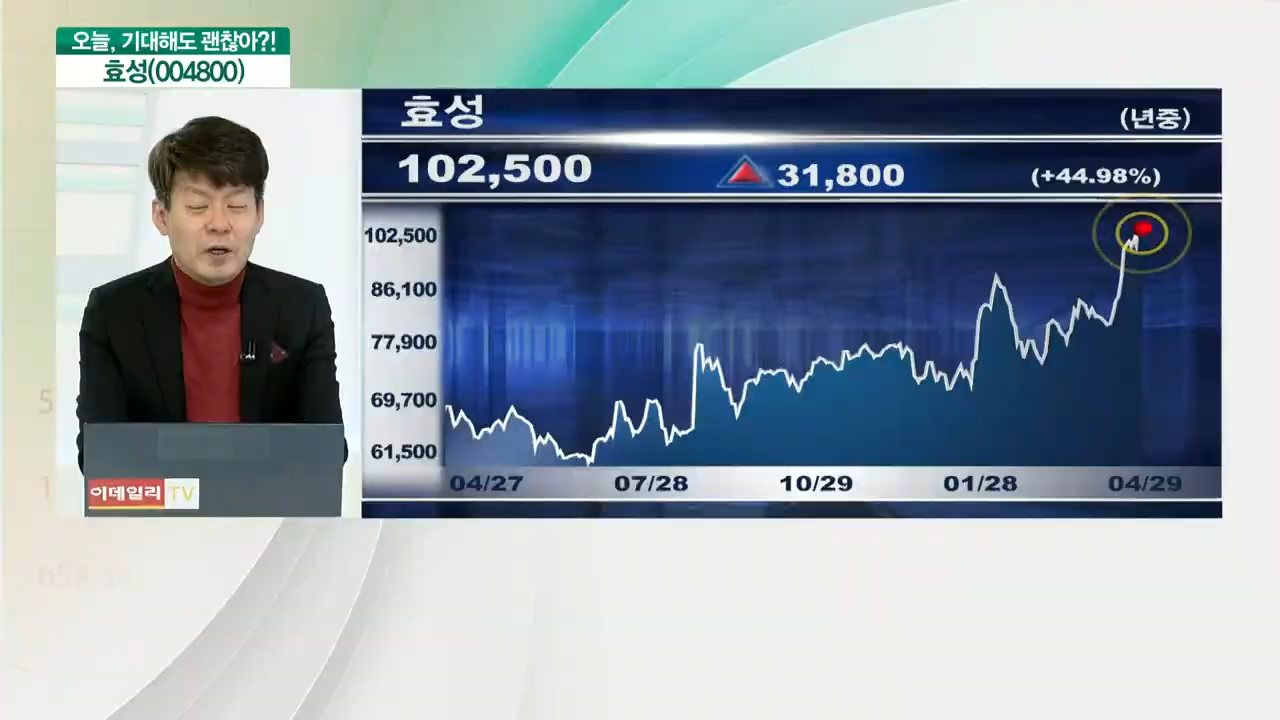 오늘, 기대해도 괜찮아?!
효성(004800)
효성
(년중)
102,500
31,800
(+44.98%)
102,500
86,100
77,900
69,700
61,500
04/27
07/28
10/29
01/28
04/29
이데일리 TV